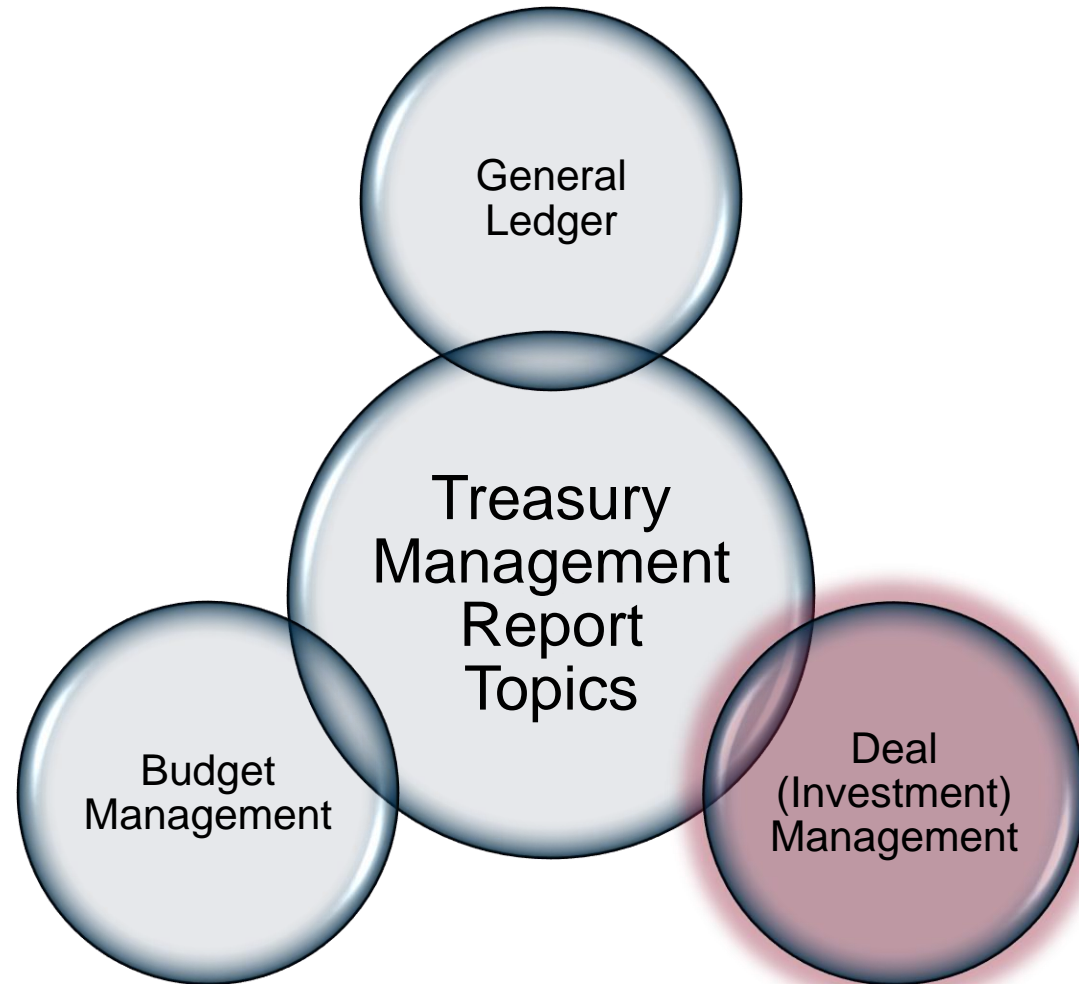 General
Ledger
Treasury
Management
Report
Topics
Budget
Management
Deal
(Investment)
Management